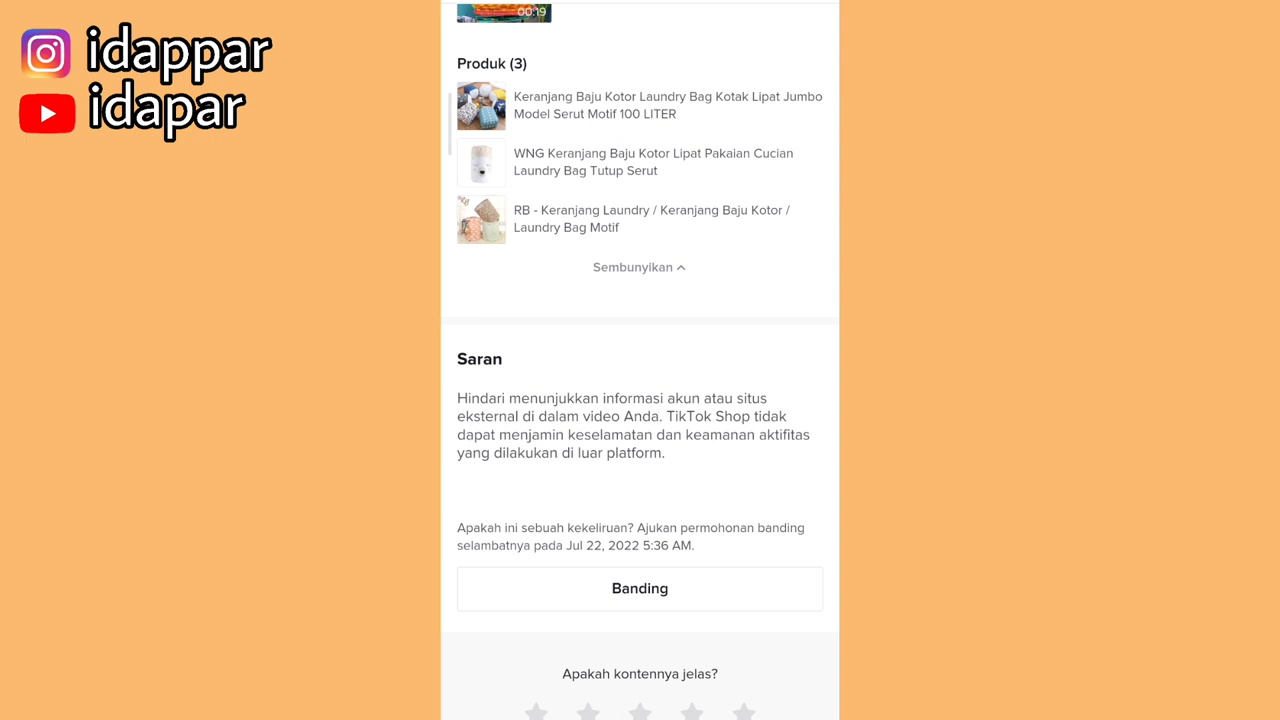 idappar
idapar
00:19
Produk (3)
Keranjang Baju Kotor Laundry Bag Kotak Lipat Jumbo
Model Serut Motif 100 LITER
WNG Keranjang Baju Kotor Lipat Pakaian Cucian
Laundry Bag Tutup Serut
RB - Keranjang Laundry / Keranjang Baju Kotor /
Laundry Bag Motif
Sembunyikan
Saran
Hindari menunjukkan informasi akun atau situs
eksternal di dalam video Anda. TikTok Shop tidak
dapat menjamin keselamatan dan keamanan aktifitas
yang dilakukan di luar platform.
Apakah ini sebuah kekeliruan? Ajukan permohonan banding
selambatnya pada Jul 22, 2022 5:36 AM.
Banding
Apakah kontennya jelas?